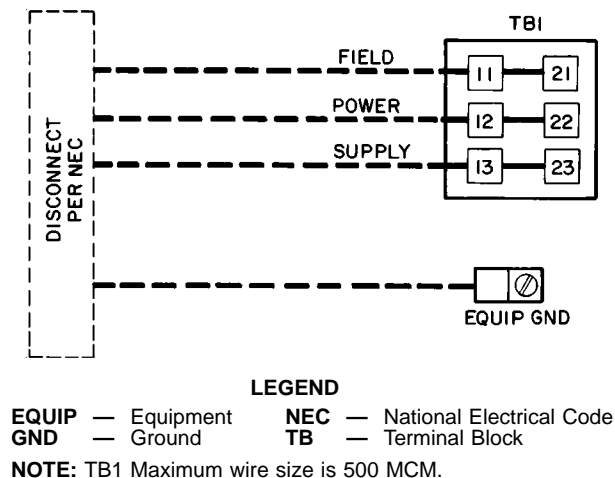 TB1
FIELD
11 21
POWER
12 22
SUPPLY
13 23
DISCONNECT
PER NEC
EQUIP GND
LEGEND
EQUIP — Equipment NEC — National Electrical Code
GND — Ground TB — Terminal Block
NOTE: TB1 Maximum wire size is 500 MCM.